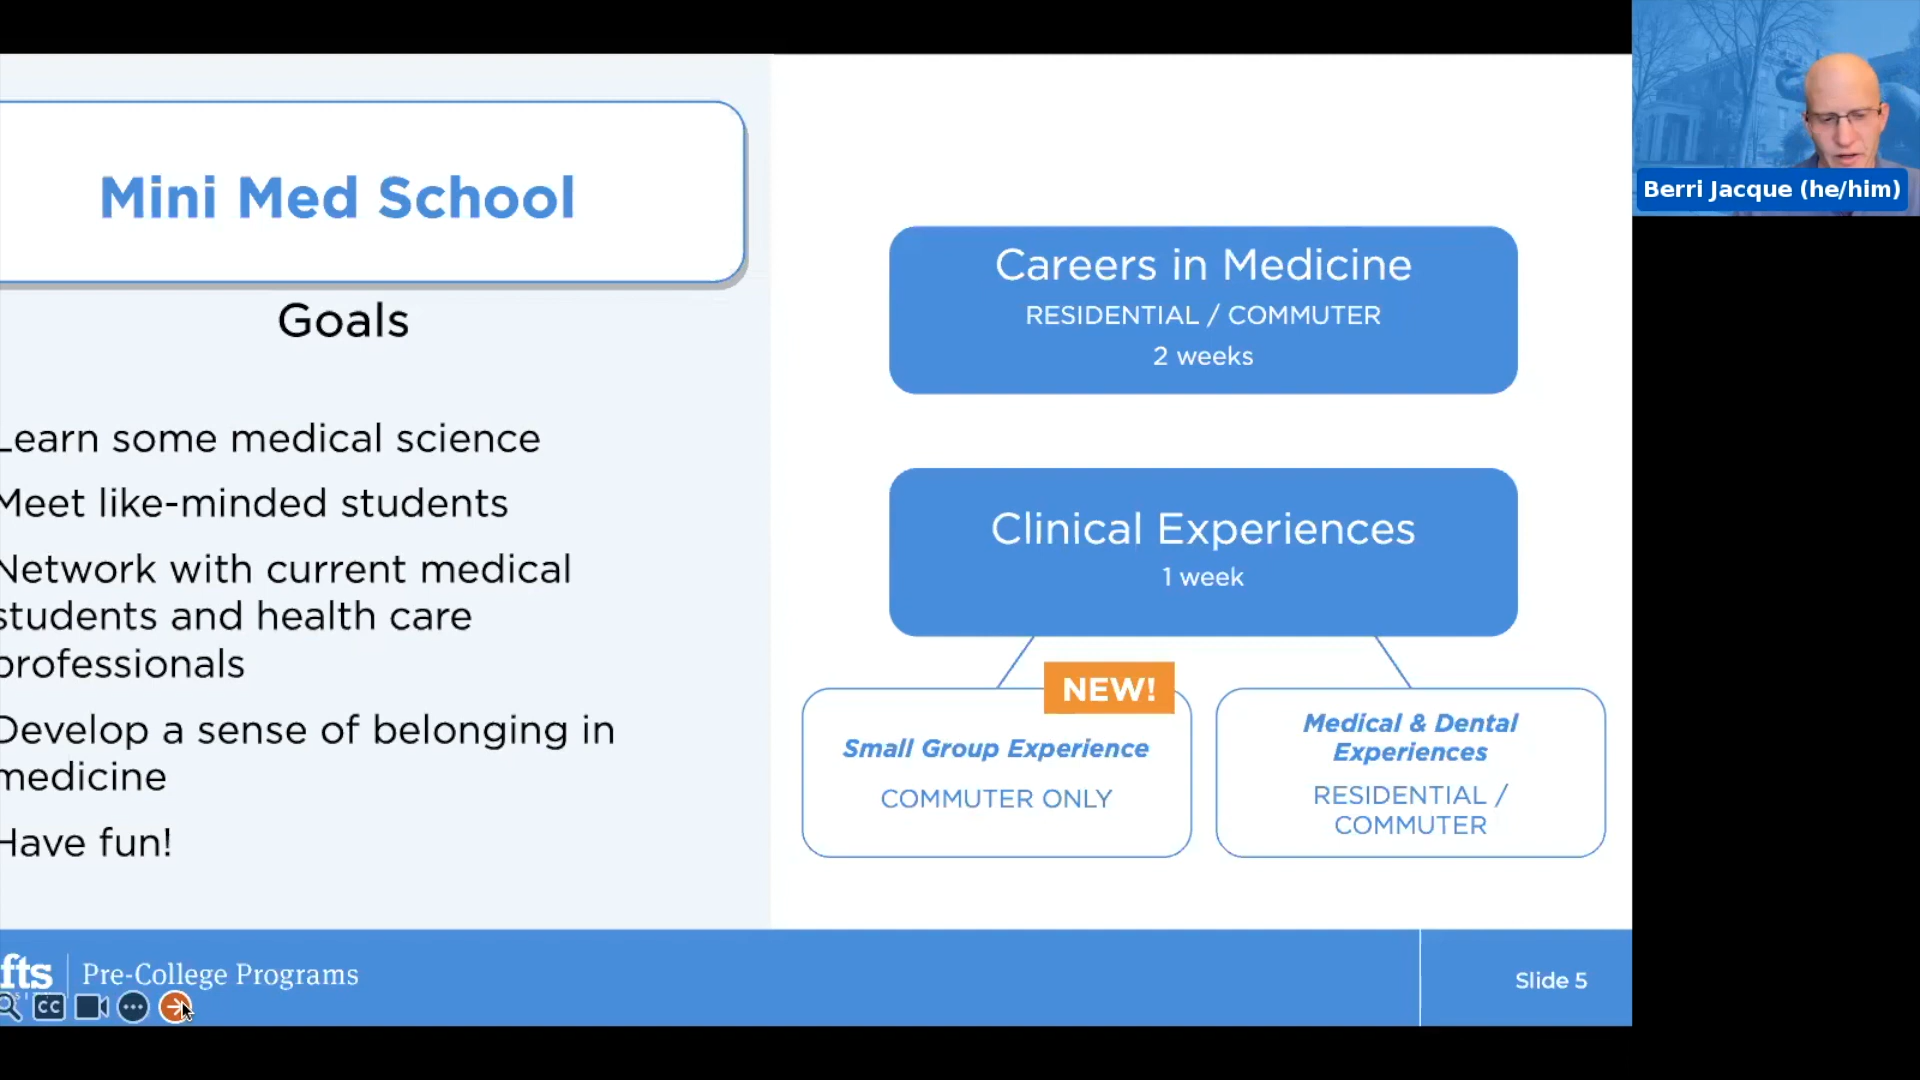 Mini Med School
Goals
Learn some medical science
Meet like-minded students
Network with current medical
students and health care
professionals
Develop a sense of belonging in
medicine
Have fun!
Careers in Medicine
RESIDENTIAL / COMMUTER
2 weeks
Clinical Experiences
1 week
NEW!
Small Group Experience
COMMUTER ONLY
Medical & Dental
Experiences
RESIDENTIAL /
COMMUTER
fts
Pre-College Programs
CC
Slide 5
Berri Jacque (he/him)